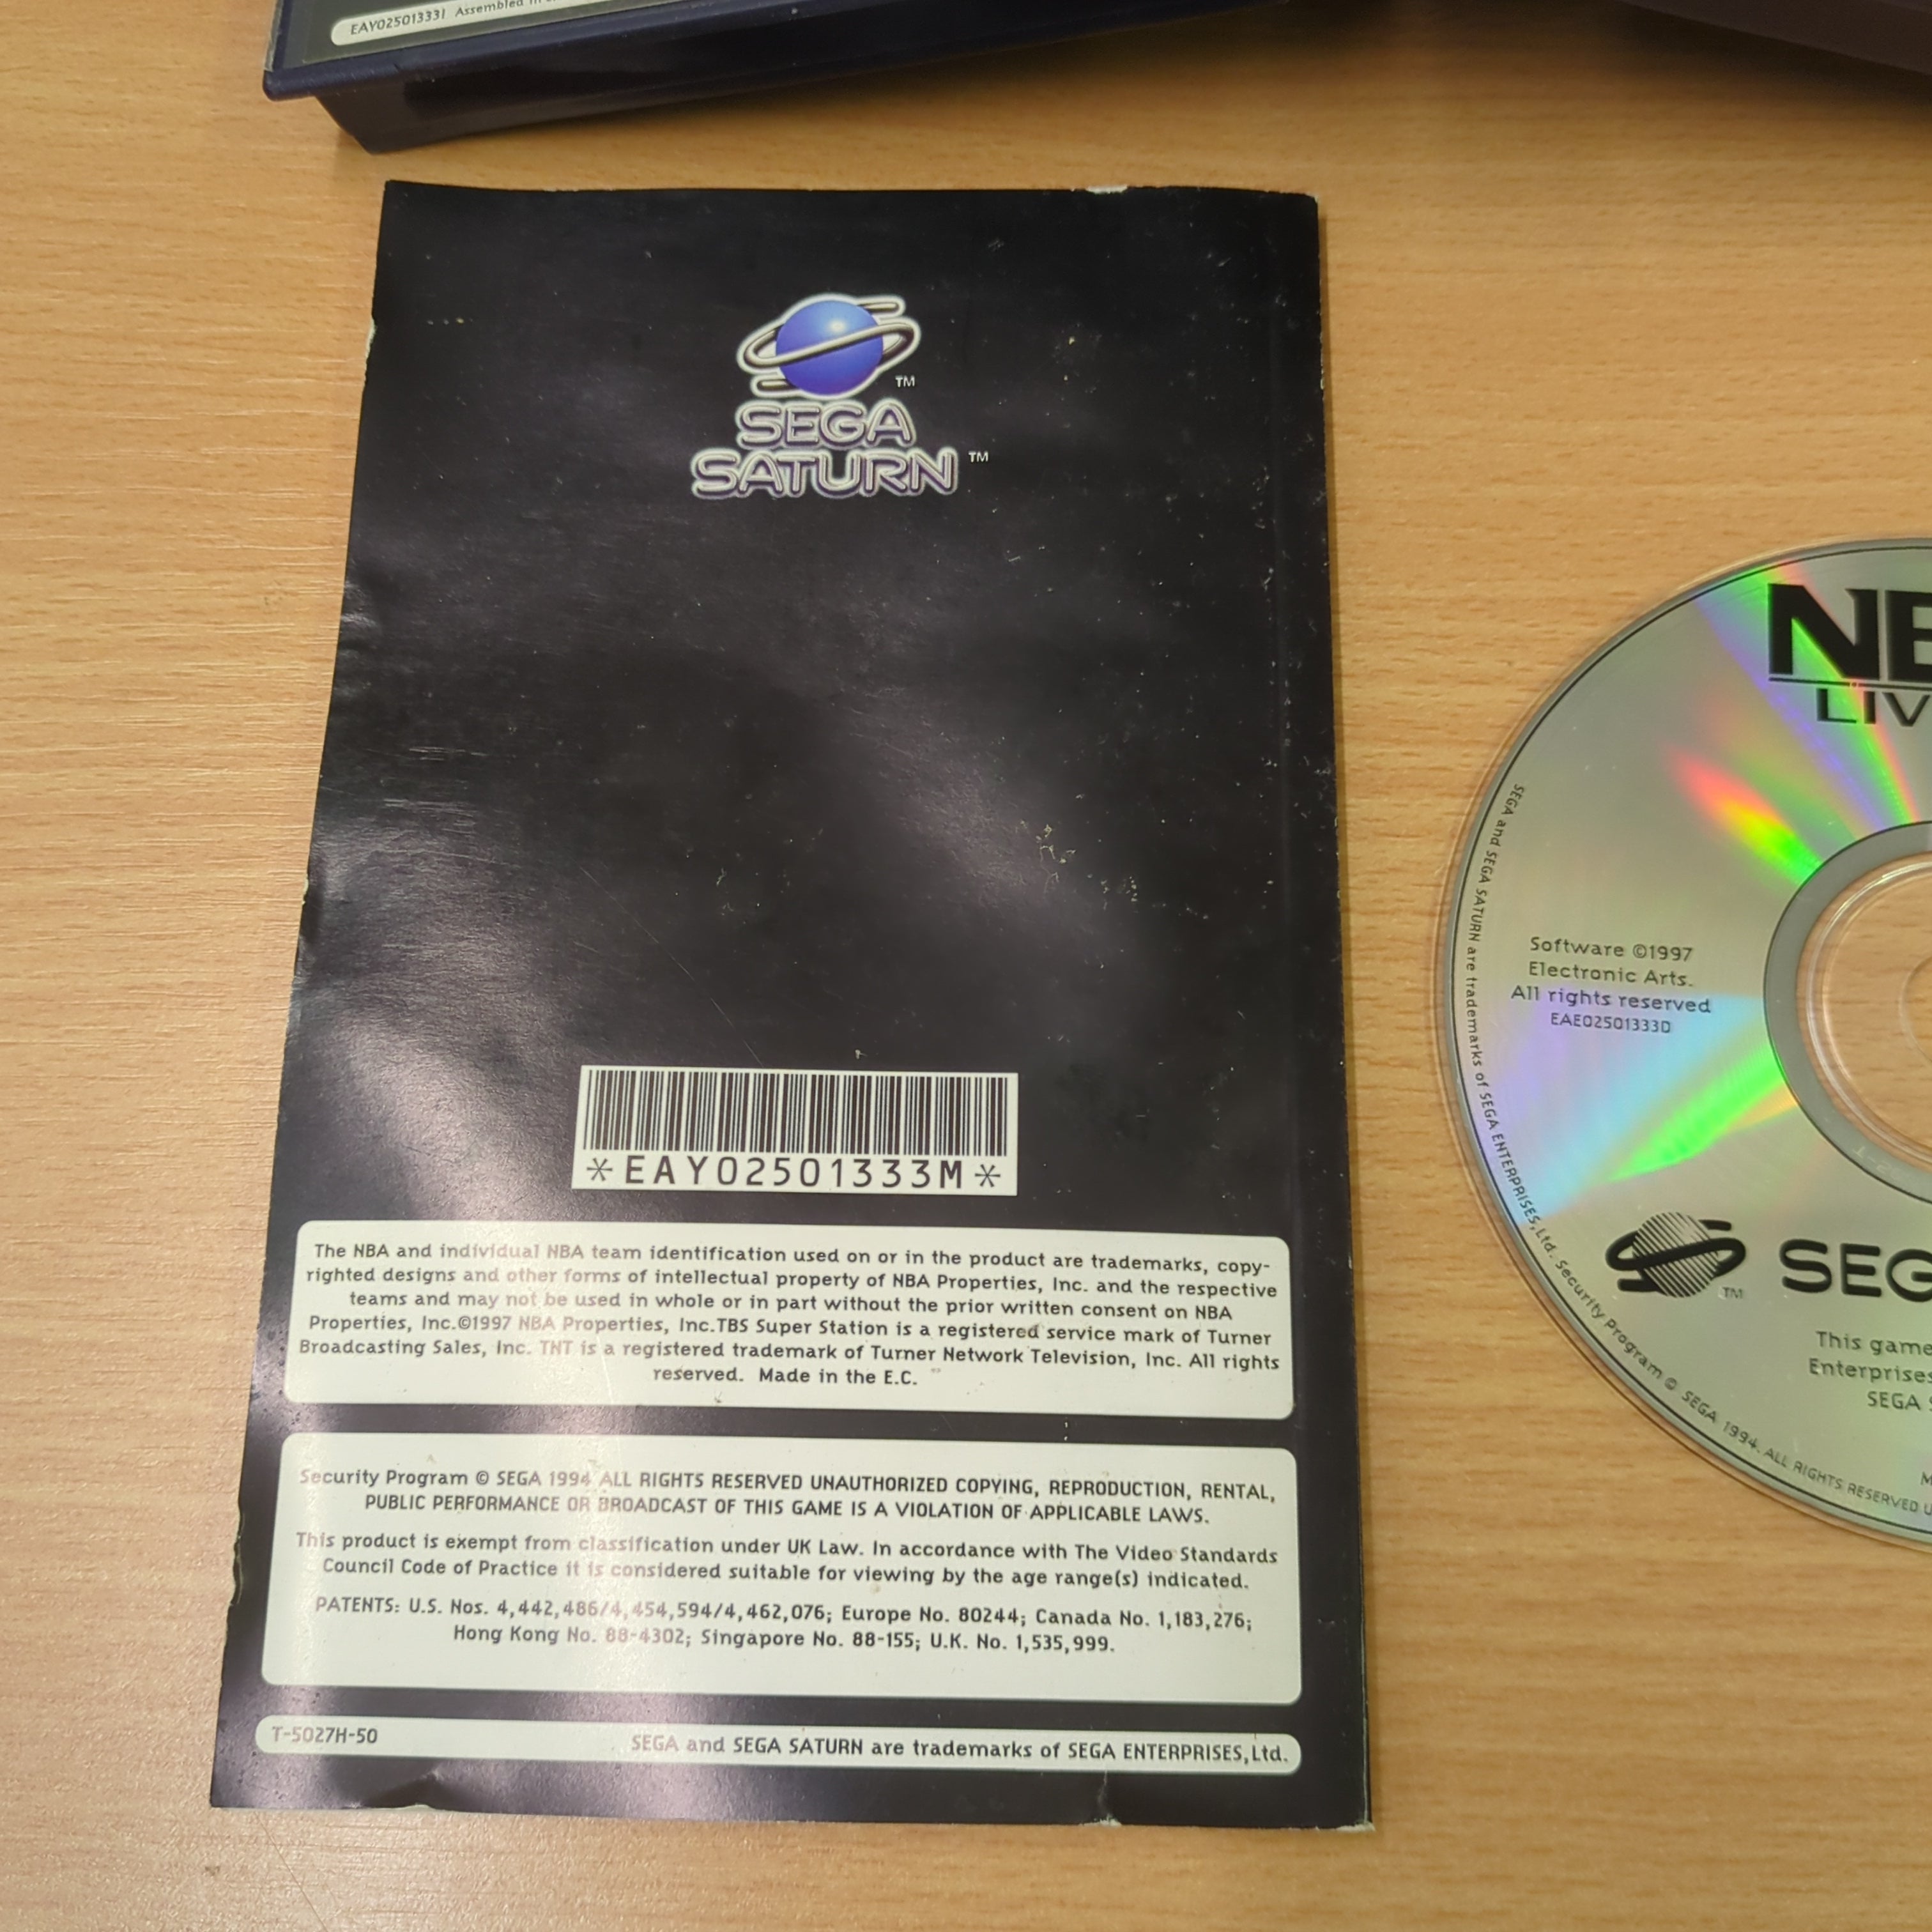 EAY02501333I Assembled in
TM
SEGA
SATURN TM
*EAY02501333M*
The NBA and individual NBA team identification used on or in the product are trademarks, copy-
righted designs and other forms of intellectual property of NBA Properties, Inc. and the respective
teams and may not be used in whole or in part without the prior written consent on NBA
Properties, Inc.©1997 NBA Properties, Inc.TBS Super Station is a registered service mark of Turner
Broadcasting Sales, Inc. TNT is a registered trademark of Turner Network Television, Inc. All rights
reserved. Made in the E.C.
Security Program © SEGA 1994 ALL RIGHTS RESERVED UNAUTHORIZED COPYING, REPRODUCTION, RENTAL,
PUBLIC PERFORMANCE OR BROADCAST OF THIS GAME IS A VIOLATION OF APPLICABLE LAWS.
This product is exempt from classification under UK Law. In accordance with The Video Standards
Council Code of Practice it is considered suitable for viewing by the age range(s) indicated.
PATENTS: U.S. Nos. 4,442,486/4,454,594/4,462,076; Europe No. 80244; Canada No. 1,183,276;
Hong Kong No. 88-4302; Singapore No. 88-155; U.K. No. 1,535,999.
T-5027H-50 SEGA and SEGA SATURN are trademarks of SEGA ENTERPRISES,Ltd.
NB
LIV
Software ©1997
Electronic Arts.
All rights reserved
EAE02501333D
TM SEG
This game
Enterprises
SEGA
SEGA and SEGA SATURN are trademarks of SEGA ENTERPRISES,Ltd. Security Program © SEGA 1994. ALL RIGHTS RESERVED